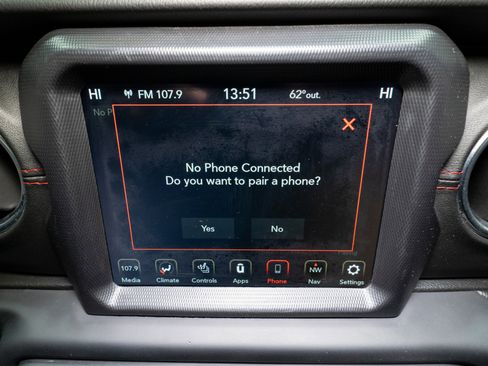 HI FM 107.9 13:51 62°out. HI
No P
No Phone Connected
Do you want to pair a phone?
Yes No
107.9 NW
Media Climate Controls Apps Phone Nav Settings